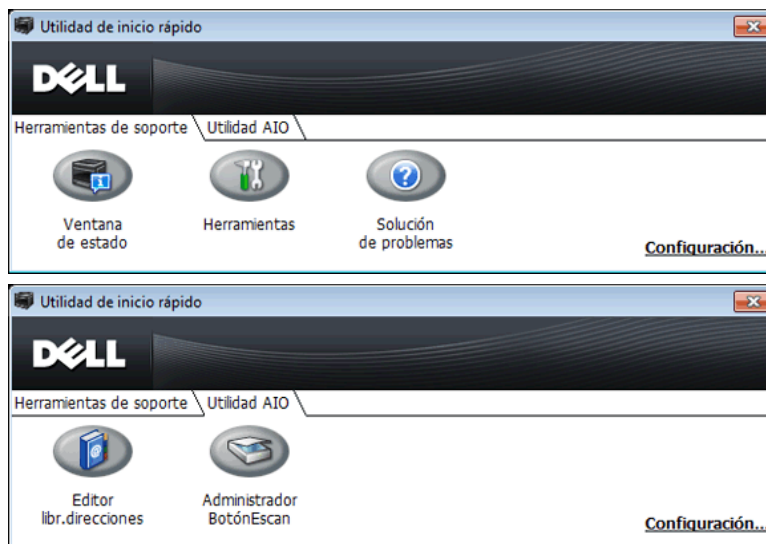 Utilidad de inicio rápido
DELL
Herramientas de soporte
Utilidad AIO
Ventana
de estado
Herramientas
Solución
de problemas
Configuración...
Utilidad de inicio rápido
DELL
Herramientas de soporte
Utilidad AIO
Editor
libr.direcciones
Administrador
BotónEscan
Configuración...